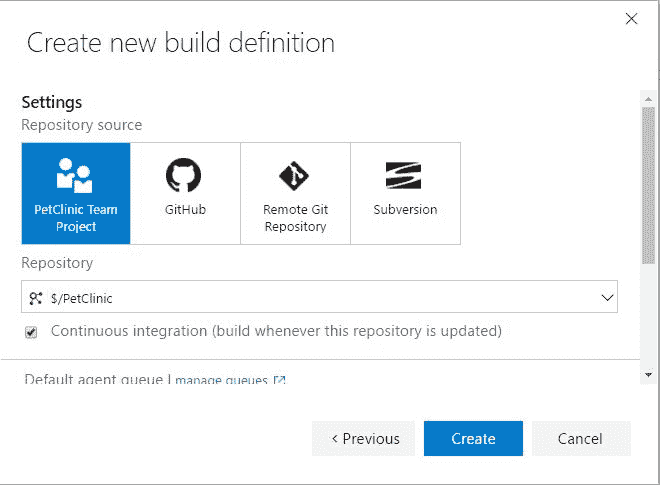 Create new build definition
Settings
Repository source
PetClinic Team
Project
GitHub
Remote Git
Repository
Subversion
Repository
$/PetClinic
Continuous integration (build whenever this repository is updated)
Default agent queue | manage queues
< Previous
Create
Cancel